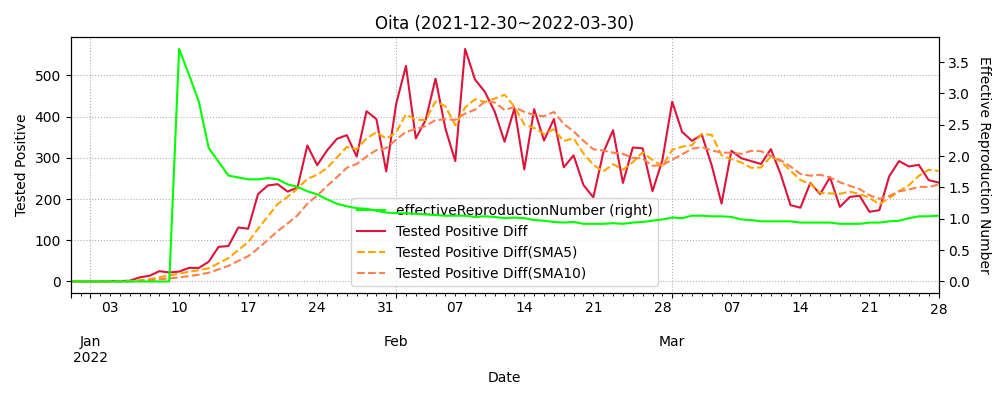 Oita (2021-12-30~2022-03-30)
Tested Positive
500
400
300
200
100
0
3.5
3.0
2.5
2.0
1.5
1.0
0.5
0.0
Effective Reproduction Number
effectiveReproductionNumber (right)
Tested Positive Diff
Tested Positive Diff(SMA5)
Tested Positive Diff(SMA10)
03 10 17 24 31 07 14 21 28 07 14 21 28
Jan Feb Mar
2022
Date